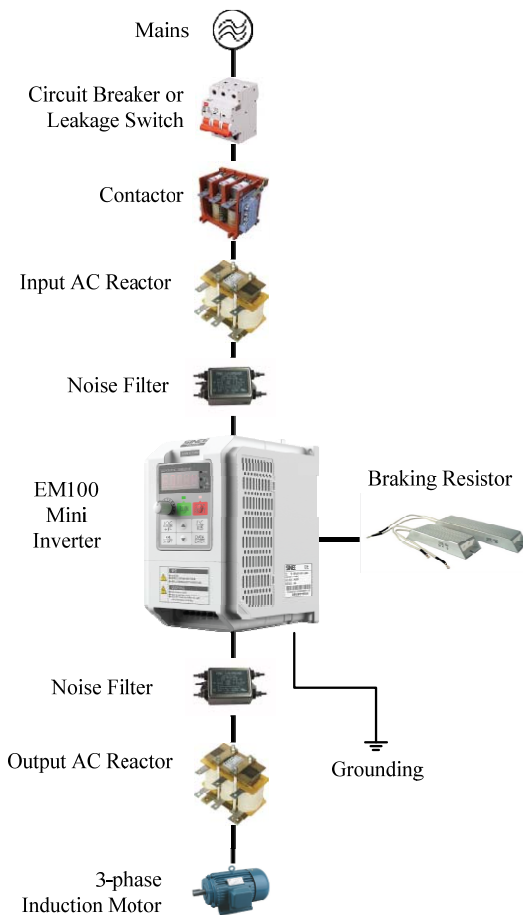 Mains
Circuit Breaker or
Leakage Switch
Contactor
Input AC Reactor
Noise Filter
EM100
Mini
Inverter
SINE
Braking Resistor
Noise Filter
Output AC Reactor
Grounding
3-phase
Induction Motor